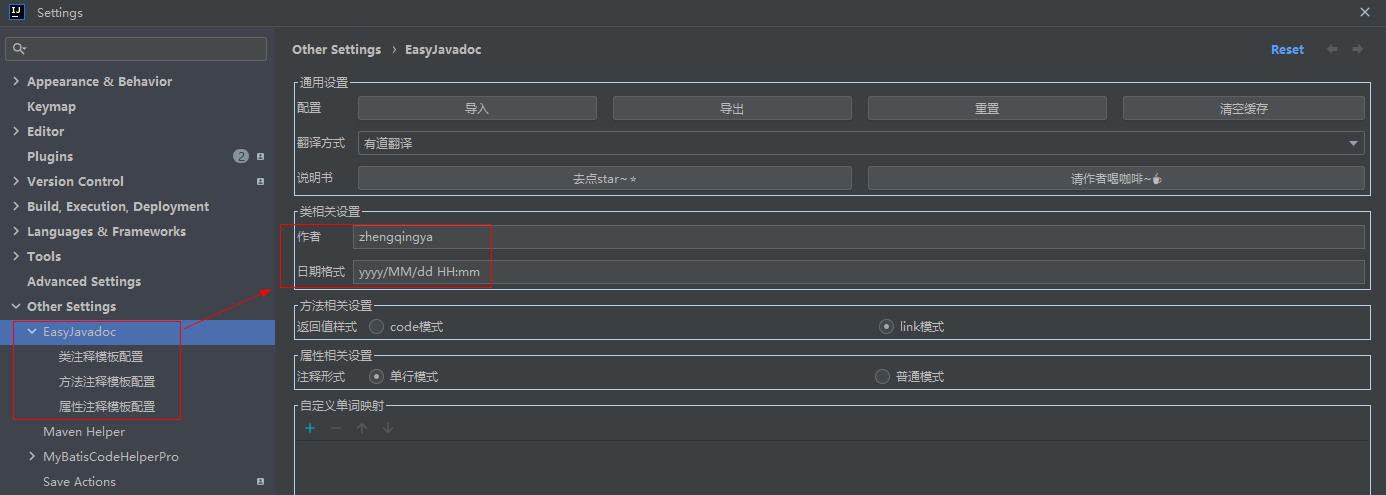 Settings
Appearance & Behavior
Keymap
Editor
Plugins 2
Version Control
Build, Execution, Deployment
Languages & Frameworks
Tools
Advanced Settings
Other Settings
EasyJavadoc
类注释模板配置
方法注释模板配置
属性注释模板配置
Maven Helper
MyBatisCodeHelperPro
Save Actions
Other Settings › EasyJavadoc Reset
通用设置
配置 导入 导出 重置 清空缓存
翻译方式 有道翻译
说明书 去点star~⭐ 请作者喝咖啡~☕
类相关设置
作者 zhengqingya
日期格式 yyyy/MM/dd HH:mm
方法相关设置
返回值样式 code模式 link模式
属性相关设置
注释形式 单行模式 普通模式
自定义单词映射